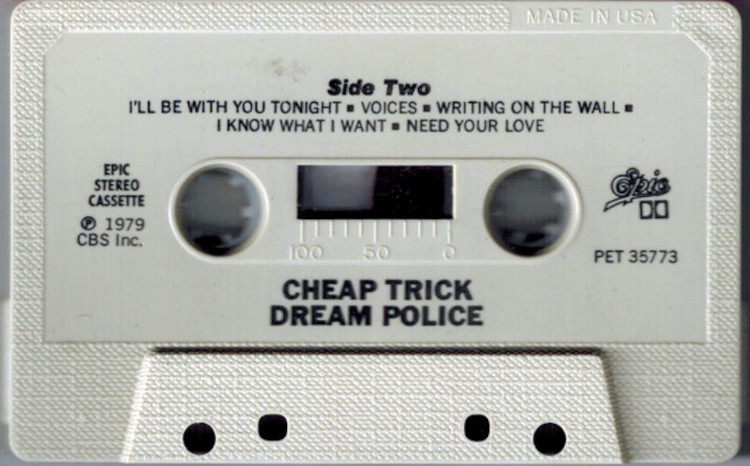 MADE IN USA
Side Two
I'LL BE WITH YOU TONIGHT ▪ VOICES ▪ WRITING ON THE WALL ▪
I KNOW WHAT I WANT ▪ NEED YOUR LOVE
EPIC
STEREO
CASSETTE
℗ 1979
CBS Inc.
Epic
PET 35773
100 50 0
CHEAP TRICK
DREAM POLICE